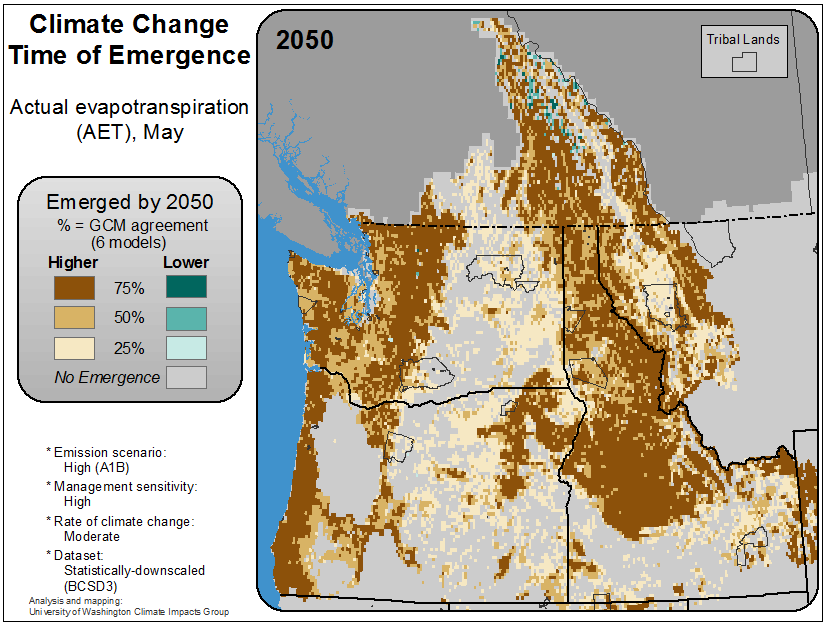 Climate Change
Time of Emergence
Actual evapotranspiration
(AET), May
Emerged by 2050
% = GCM agreement
(6 models)
Higher Lower
75%
50%
25%
No Emergence
* Emission scenario:
High (A1B)
* Management sensitivity:
High
* Rate of climate change:
Moderate
* Dataset:
Statistically-downscaled
(BCSD3)
Analysis and mapping:
University of Washington Climate Impacts Group
2050
Tribal Lands